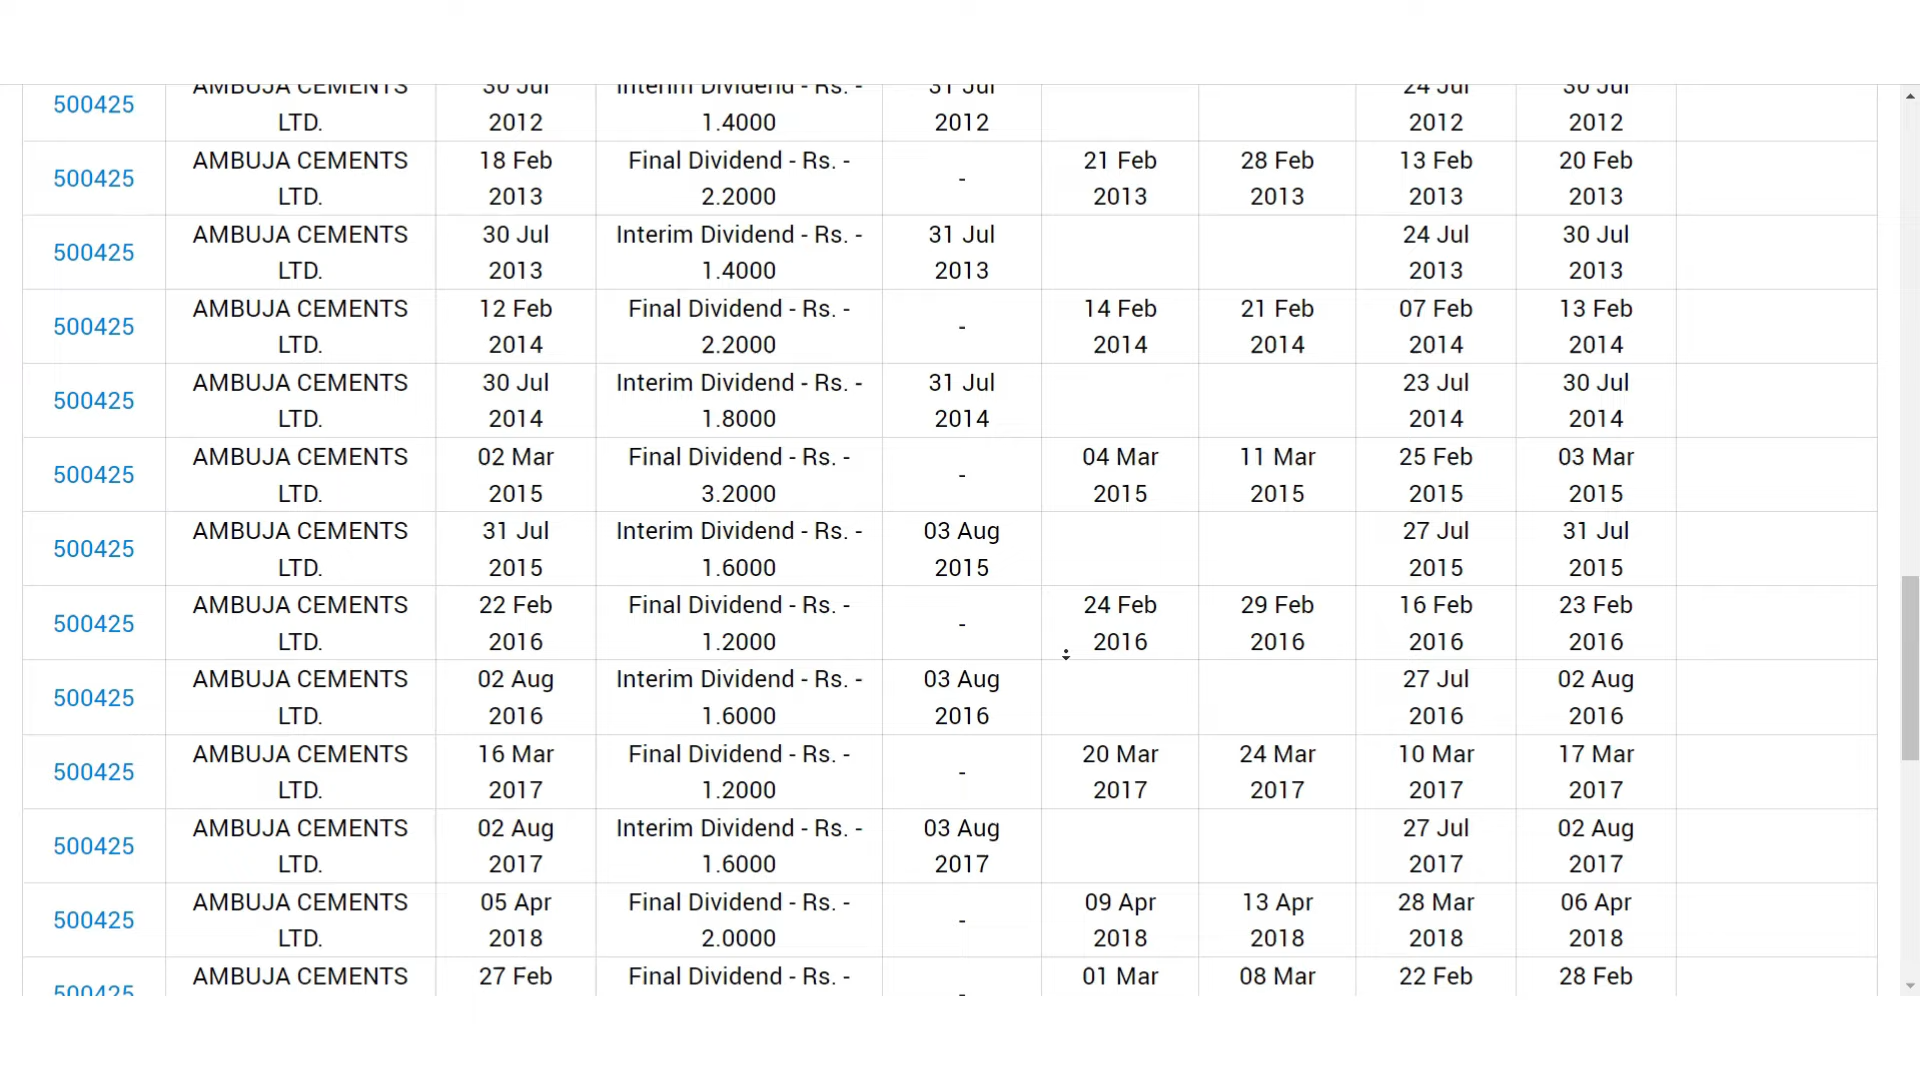 500425 AMBUJA CEMENTS 30 Jul Interim Dividend - Rs. - 31 Jul 24 Jul 30 Jul
LTD. 2012 1.4000 2012 2012 2012
AMBUJA CEMENTS 18 Feb Final Dividend - Rs. - 21 Feb 28 Feb 13 Feb 20 Feb
500425 -
LTD. 2013 2.2000 2013 2013 2013 2013
AMBUJA CEMENTS 30 Jul Interim Dividend - Rs. - 31 Jul 24 Jul 30 Jul
500425
LTD. 2013 1.4000 2013 2013 2013
AMBUJA CEMENTS 12 Feb Final Dividend - Rs. - 14 Feb 21 Feb 07 Feb 13 Feb
500425 -
LTD. 2014 2.2000 2014 2014 2014 2014
AMBUJA CEMENTS 30 Jul Interim Dividend - Rs. - 31 Jul 23 Jul 30 Jul
500425
LTD. 2014 1.8000 2014 2014 2014
AMBUJA CEMENTS 02 Mar Final Dividend - Rs. - 04 Mar 11 Mar 25 Feb 03 Mar
500425 -
LTD. 2015 3.2000 2015 2015 2015 2015
AMBUJA CEMENTS 31 Jul Interim Dividend - Rs. - 03 Aug 27 Jul 31 Jul
500425
LTD. 2015 1.6000 2015 2015 2015
AMBUJA CEMENTS 22 Feb Final Dividend - Rs. - 24 Feb 29 Feb 16 Feb 23 Feb
500425 -
LTD. 2016 1.2000 2016 2016 2016 2016
AMBUJA CEMENTS 02 Aug Interim Dividend - Rs. - 03 Aug 27 Jul 02 Aug
500425
LTD. 2016 1.6000 2016 2016 2016
AMBUJA CEMENTS 16 Mar Final Dividend - Rs. - 20 Mar 24 Mar 10 Mar 17 Mar
500425 -
LTD. 2017 1.2000 2017 2017 2017 2017
AMBUJA CEMENTS 02 Aug Interim Dividend - Rs. - 03 Aug 27 Jul 02 Aug
500425
LTD. 2017 1.6000 2017 2017 2017
AMBUJA CEMENTS 05 Apr Final Dividend - Rs. - 09 Apr 13 Apr 28 Mar 06 Apr
500425 -
LTD. 2018 2.0000 2018 2018 2018 2018
AMBUJA CEMENTS 27 Feb Final Dividend - Rs. - 01 Mar 08 Mar 22 Feb 28 Feb
500425 -